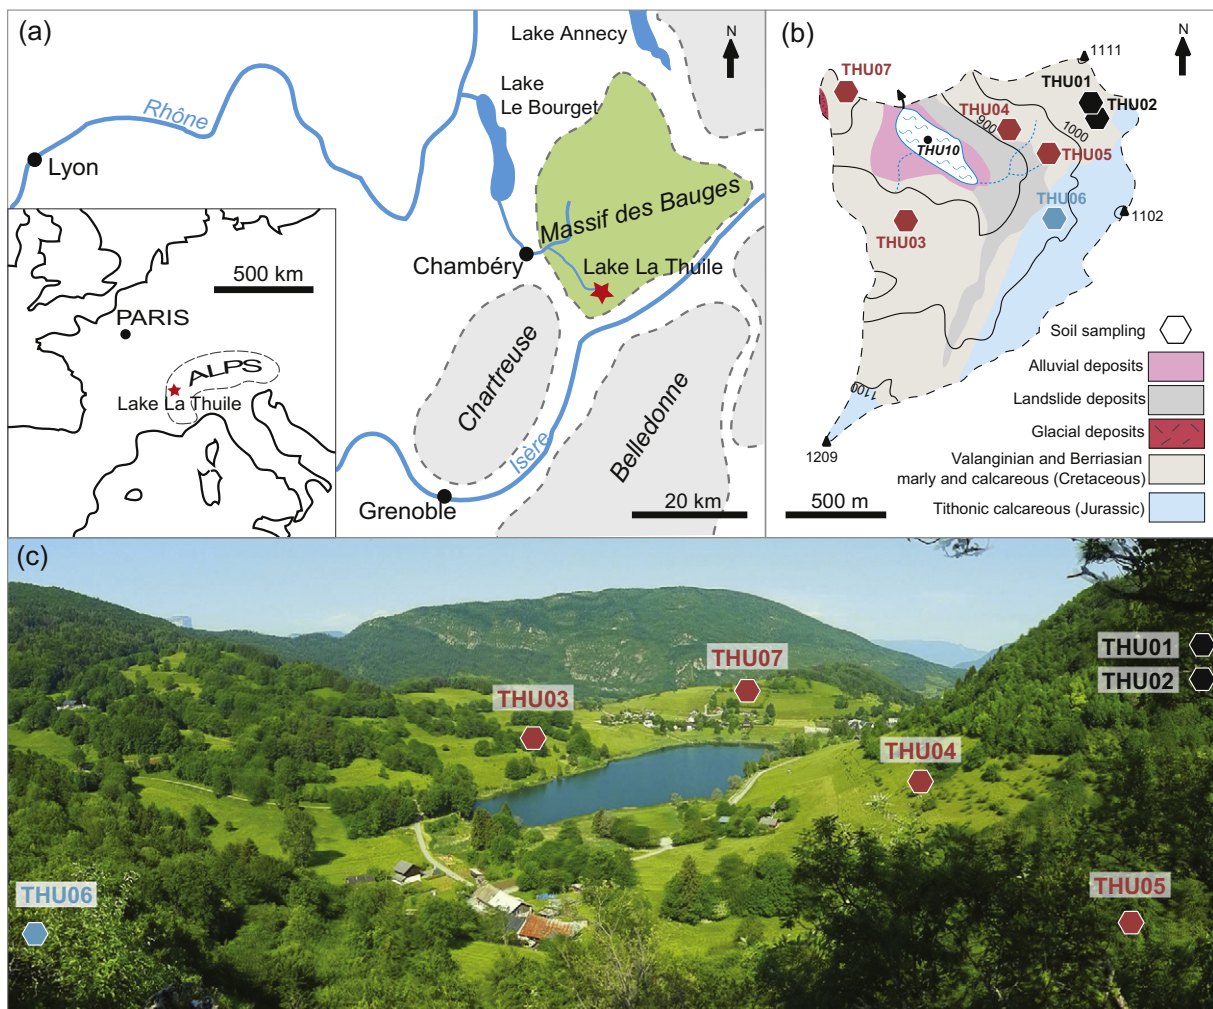 (a)
Lake Annecy
N
Lake
Le Bourget
Rhône
Lyon
Massif des Bauges
Chambéry
Lake La Thuile
Chartreuse
Belledonne
Isère
Grenoble
20 km
500 km
PARIS
ALPS
Lake La Thuile
(b)
N
1111
THU07
THU01
THU02
THU04
900
1000
THU10
THU05
THU06
1102
THU03
1100
1209
Soil sampling
Alluvial deposits
Landslide deposits
Glacial deposits
Valanginian and Berriasian
marly and calcareous (Cretaceous)
Tithonic calcareous (Jurassic)
500 m
(c)
THU01
THU02
THU07
THU03
THU04
THU06
THU05